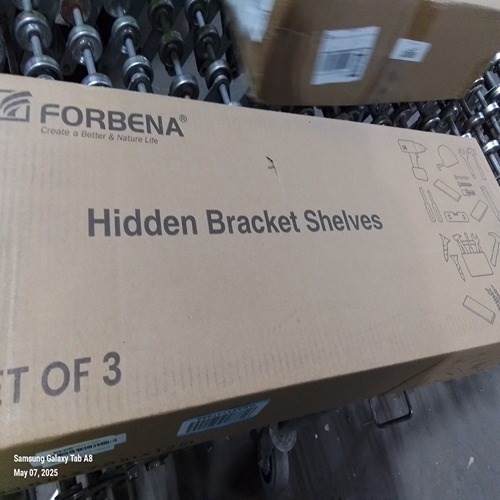 FORBENA®
Create a Better & Nature Life
Hidden Bracket Shelves
ET OF 3
Samsung Galaxy Tab A8
May 07, 2025